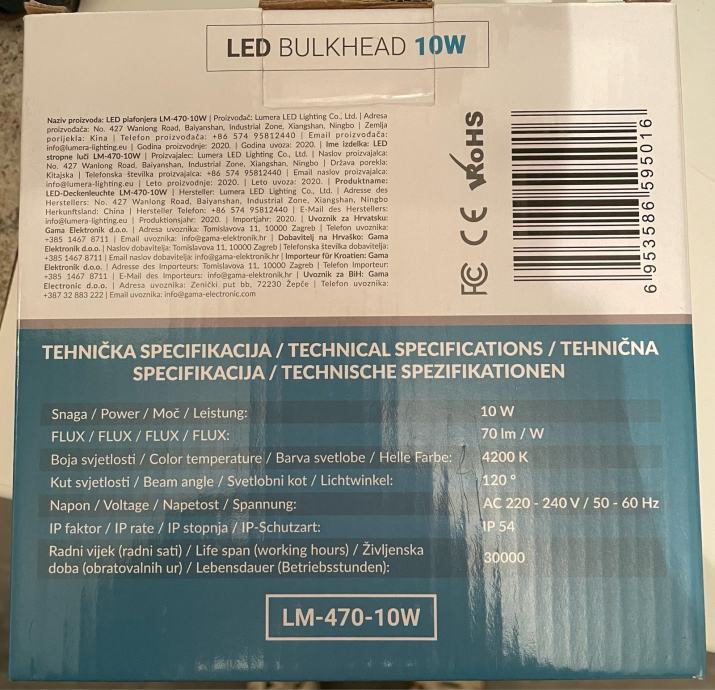 LED BULKHEAD 10W
Naziv proizvoda: LED plafonjera LM-470-10W | Proizvođač: Lumera LED Lighting Co., Ltd. | Adresa
proizvođača: No. 427 Wanlong Road, Baiyanshan, Industrial Zone, Xiangshan, Ningbo | Zemlja
porijekla: Kina | Telefon proizvođača: +86 574 95812440 | Email proizvođača:
info@lumera-lighting.eu | Godina proizvodnje: 2020. | Godina uvoza: 2020. | Ime izdelka: LED
stropne luči LM-470-10W | Proizvajalec: Lumera LED Lighting Co., Ltd. | Naslov proizvajalca:
No. 427 Wanlong Road, Baiyanshan, Industrial Zone, Xiangshan, Ningbo | Država porekla:
Kitajska | Telefonska številka proizvajalca: +86 574 95812440 | Email naslov proizvajalca:
info@lumera-lighting.eu | Leto proizvodnje: 2020. | Leto uvoza: 2020. | Produktname:
LED-Deckenleuchte LM-470-10W | Hersteller: Lumera LED Lighting Co., Ltd. | Adresse des
Herstellers: No. 427 Wanlong Road, Baiyanshan, Industrial Zone, Xiangshan, Ningbo
Herkunftsland: China | Hersteller Telefon: +86 574 95812440 | E-Mail des Herstellers:
info@lumera-lighting.eu | Produktionsjahr: 2020. | Importjahr: 2020. | Uvoznik za Hrvatsku:
Gama Elektronik d.o.o. | Adresa uvoznika: Tomislavova 11, 10000 Zagreb | Telefon uvoznika:
+385 1467 8711 | Email uvoznika: info@gama-elektronik.hr | Dobavitelj na Hrvaško: Gama
Elektronik d.o.o. | Naslov dobavitelja: Tomislavova 11, 10000 Zagreb | Telefonska številka dobavitelja:
+385 1467 8711 | Email naslov dobavitelja: info@gama-elektronik.hr | Importeur für Kroatien: Gama
Elektronik d.o.o. | Adresse des Importeurs: Tomislavova 11, 10000 Zagreb | Telefon Importeur:
+385 1467 8711 | E-Mail des Importeurs: info@gama-elektronik.hr | Uvoznik za BiH: Gama
Electronic d.o.o. | Adresa uvoznika: Zenički put bb, 72230 Žepče | Telefon uvoznika:
+387 32 883 222 | Email uvoznika: info@gama-electronic.com
FC CE RoHS
6 953586 595016
TEHNIČKA SPECIFIKACIJA / TECHNICAL SPECIFICATIONS / TEHNIČNA
SPECIFIKACIJA / TECHNISCHE SPEZIFIKATIONEN
Snaga / Power / Moč / Leistung: 10 W
FLUX / FLUX / FLUX / FLUX: 70 lm / W
Boja svjetlosti / Color temperature / Barva svetlobe / Helle Farbe: 4200 K
Kut svjetlosti / Beam angle / Svetlobni kot / Lichtwinkel: 120 °
Napon / Voltage / Napetost / Spannung: AC 220 - 240 V / 50 - 60 Hz
IP faktor / IP rate / IP stopnja / IP-Schutzart: IP 54
Radni vijek (radni sati) / Life span (working hours) / Življenska
doba (obratovalnih ur) / Lebensdauer (Betriebsstunden): 30000
LM-470-10W